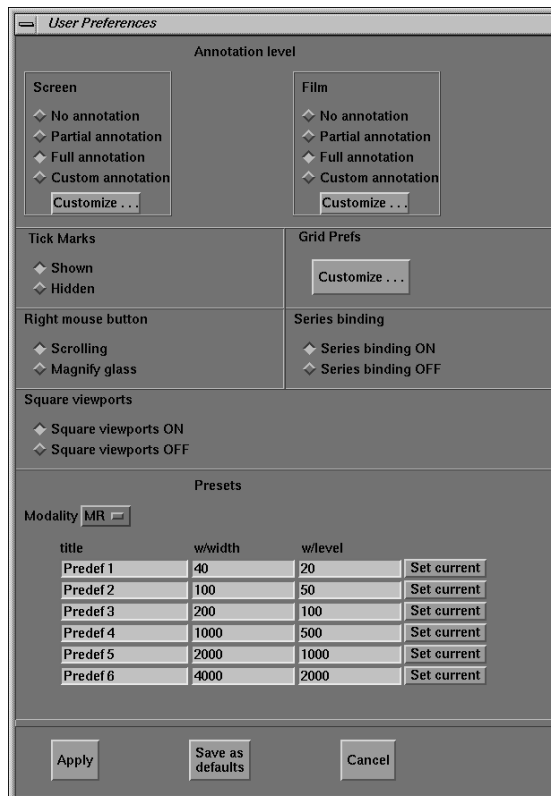 User Preferences
Annotation level
Screen
No annotation
Partial annotation
Full annotation
Custom annotation
Customize . . .
Film
No annotation
Partial annotation
Full annotation
Custom annotation
Customize . . .
Tick Marks
Shown
Hidden
Grid Prefs
Customize . . .
Right mouse button
Scrolling
Magnify glass
Series binding
Series binding ON
Series binding OFF
Square viewports
Square viewports ON
Square viewports OFF
Presets
Modality MR
title w/width w/level
Predef 1 40 20 Set current
Predef 2 100 50 Set current
Predef 3 200 100 Set current
Predef 4 1000 500 Set current
Predef 5 2000 1000 Set current
Predef 6 4000 2000 Set current
Apply
Save as
defaults
Cancel